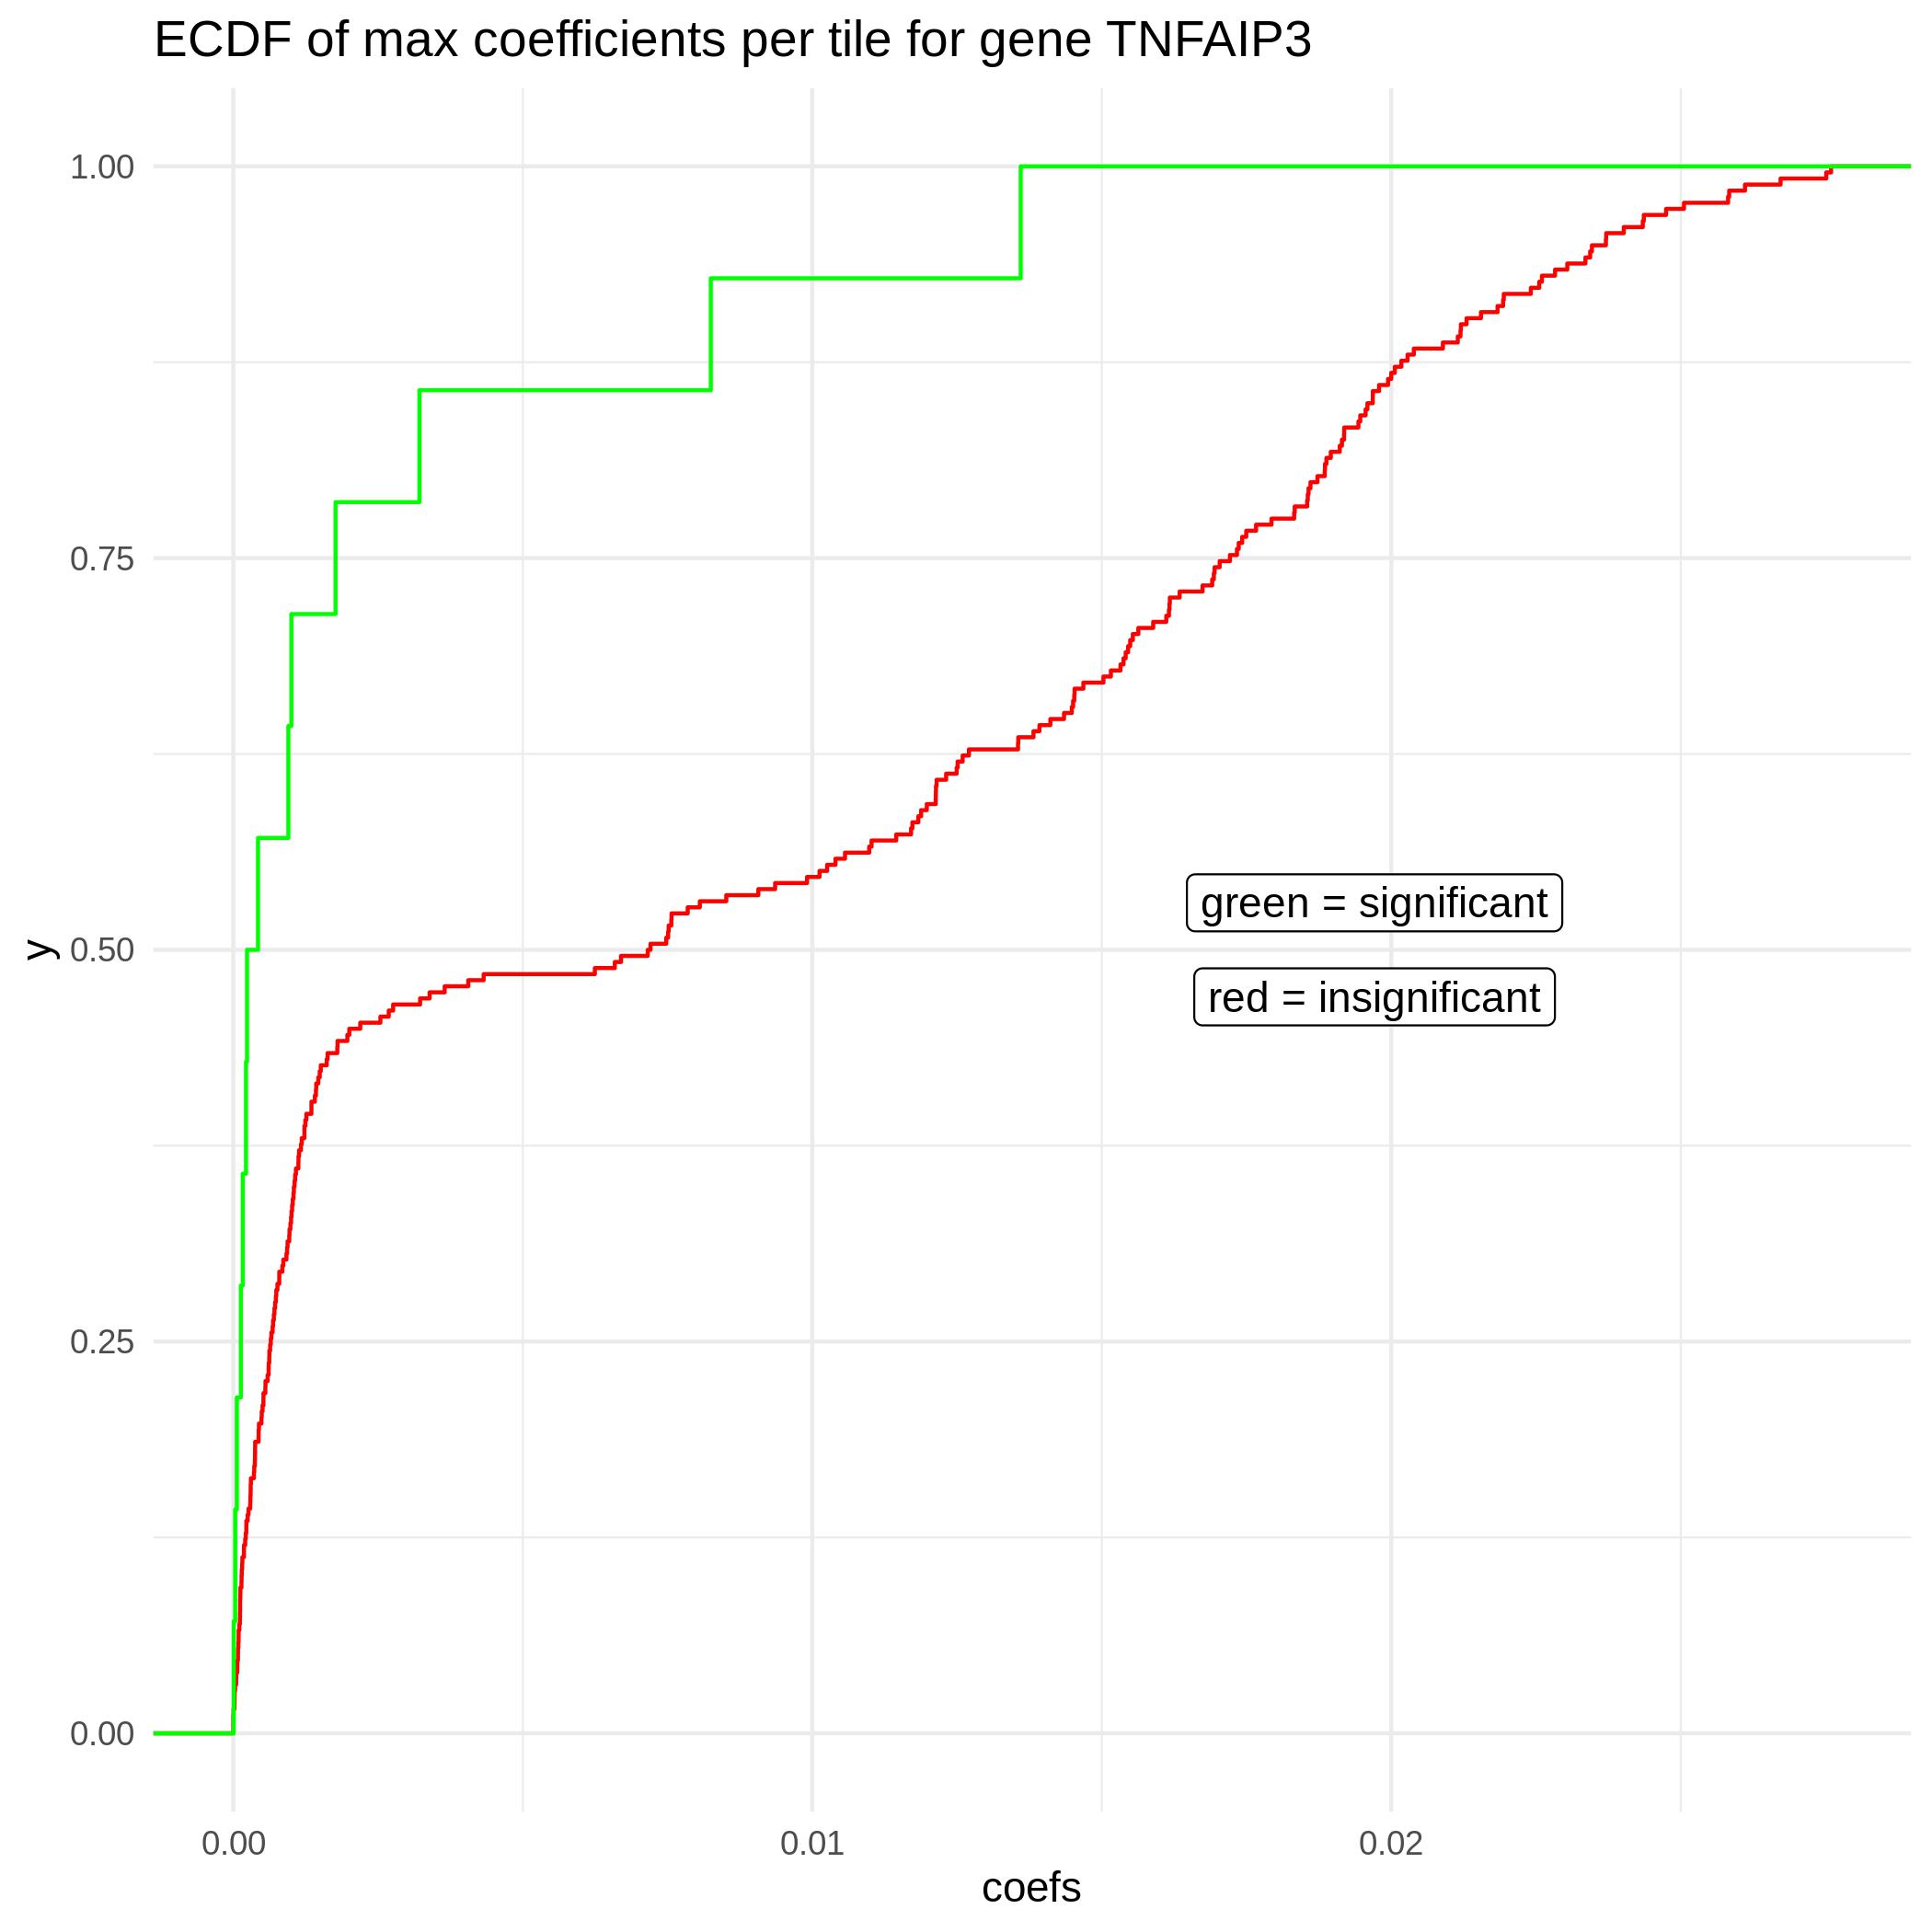 ECDF of max coefficients per tile for gene TNFAIP3
1.00
0.75
0.50
0.25
0.00
y
green = significant
red = insignificant
0.00 0.01 0.02
coefs